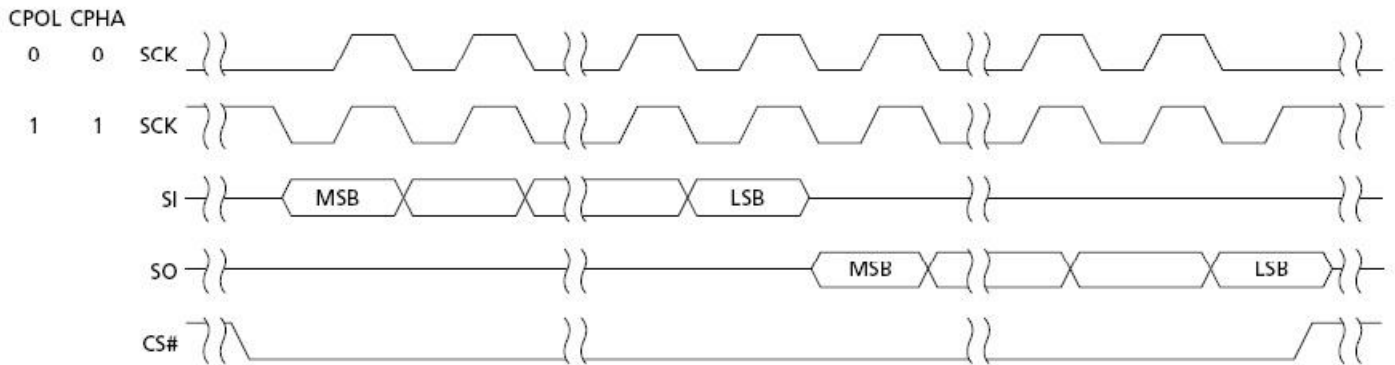 CPOL CPHA
0 0 SCK
1 1 SCK
SI MSB LSB
SO MSB LSB
CS#